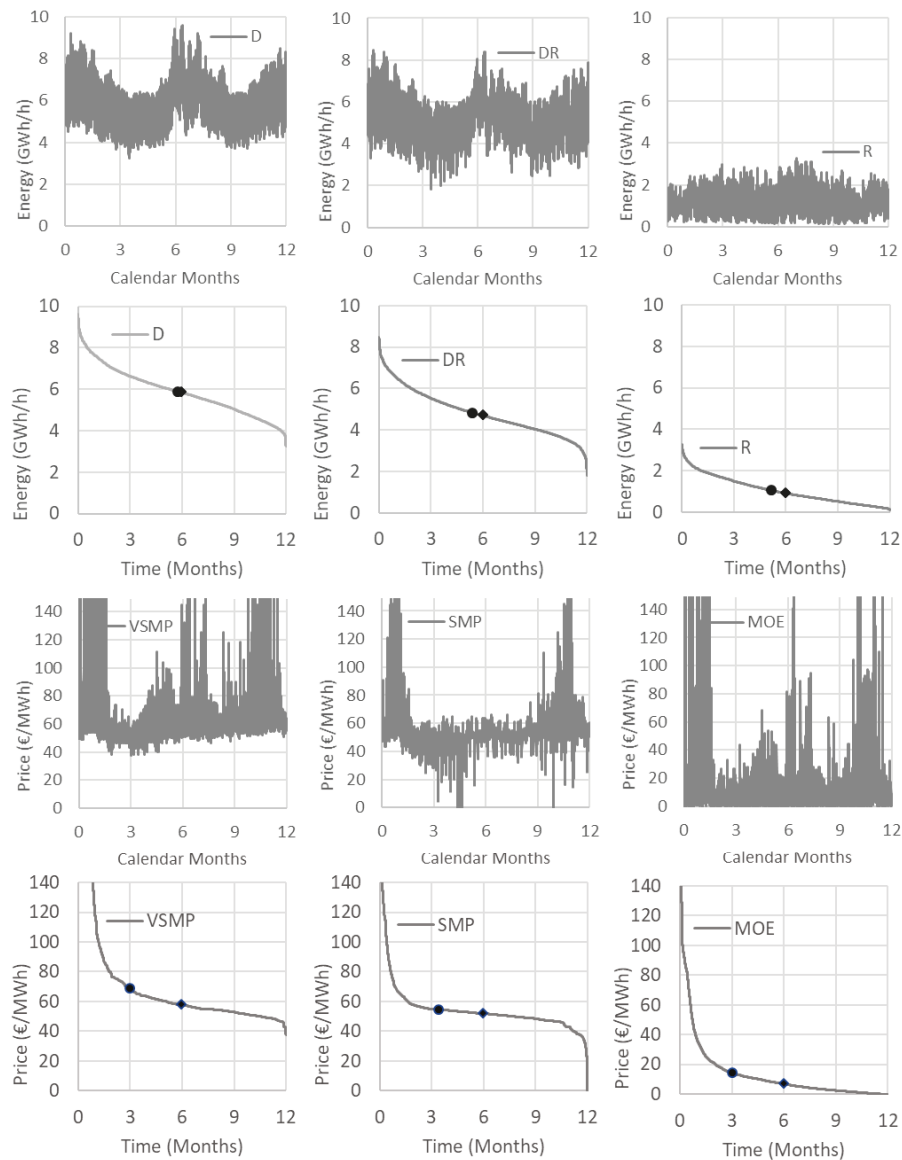 Energy (GWh/h)
10
8
6
4
2
0
D
0 3 6 9 12
Calendar Months
Energy (GWh/h)
10
8
6
4
2
0
DR
0 3 6 9 12
Calendar Months
Energy (GWh/h)
10
8
6
4
2
0
R
0 3 6 9 12
Calendar Months
Energy (GWh/h)
10
8
6
4
2
0
D
0 3 6 9 12
Time (Months)
Energy (GWh/h)
10
8
6
4
2
0
DR
0 3 6 9 12
Time (Months)
Energy (GWh/h)
10
8
6
4
2
0
R
0 3 6 9 12
Time (Months)
Price (€/MWh)
140
120
100
80
60
40
20
0
VSMP
0 3 6 9 12
Calendar Months
Price (€/MWh)
140
120
100
80
60
40
20
0
SMP
0 3 6 9 12
Calendar Months
Price (€/MWh)
140
120
100
80
60
40
20
0
MOE
0 3 6 9 12
Calendar Months
Price (€/MWh)
140
120
100
80
60
40
20
0
VSMP
0 3 6 9 12
Time (Months)
Price (€/MWh)
140
120
100
80
60
40
20
0
SMP
0 3 6 9 12
Time (Months)
Price (€/MWh)
140
120
100
80
60
40
20
0
MOE
0 3 6 9 12
Time (Months)